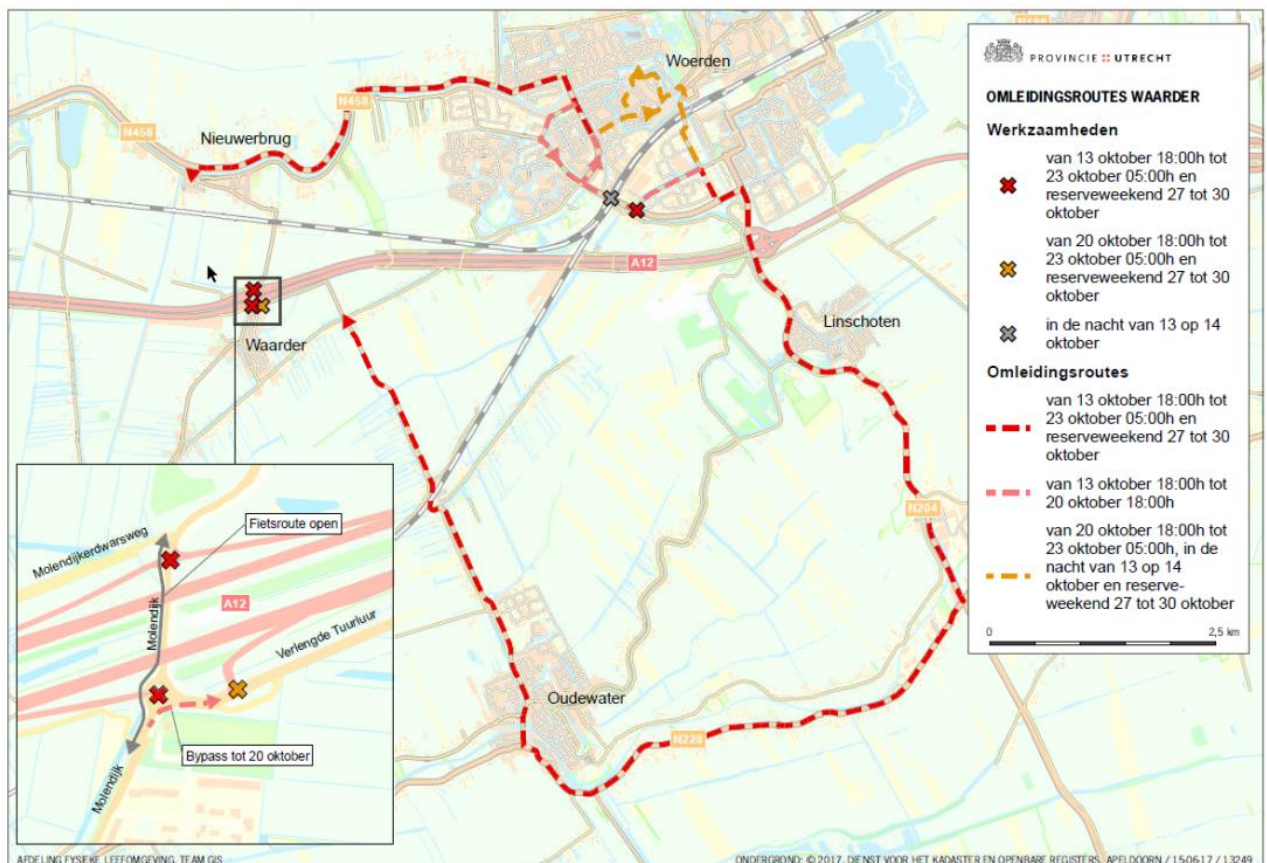 Woerden
N458
Nieuwerbrug
N458
A12
Waarder
Linschoten
N204
Oudewater
N228
PROVINCIE :: UTRECHT
OMLEIDINGSROUTES WAARDER
Werkzaamheden
van 13 oktober 18:00h tot
23 oktober 05:00h en
reserveweekend 27 tot 30
oktober
van 20 oktober 18:00h tot
23 oktober 05:00h en
reserveweekend 27 tot 30
oktober
in de nacht van 13 op 14
oktober
Omleidingsroutes
van 13 oktober 18:00h tot
23 oktober 05:00h en
reserveweekend 27 tot 30
oktober
van 13 oktober 18:00h tot
20 oktober 18:00h
van 20 oktober 18:00h tot
23 oktober 05:00h, in de
nacht van 13 op 14
oktober en reserve-
weekend 27 tot 30 oktober
0 2,5 km
Fietsroute open
Molendijkerdwarsweg
A12
Molendijk
Verlengde Tuurluur
Bypass tot 20 oktober
Molendijk
AFDELING FYSIEKE LEEFOMGEVING, TEAM GIS
ONDERGROND: © 2017, DIENST VOOR HET KADASTER EN OPENBARE REGISTERS, APELDOORN / 15-06-17 / 13249